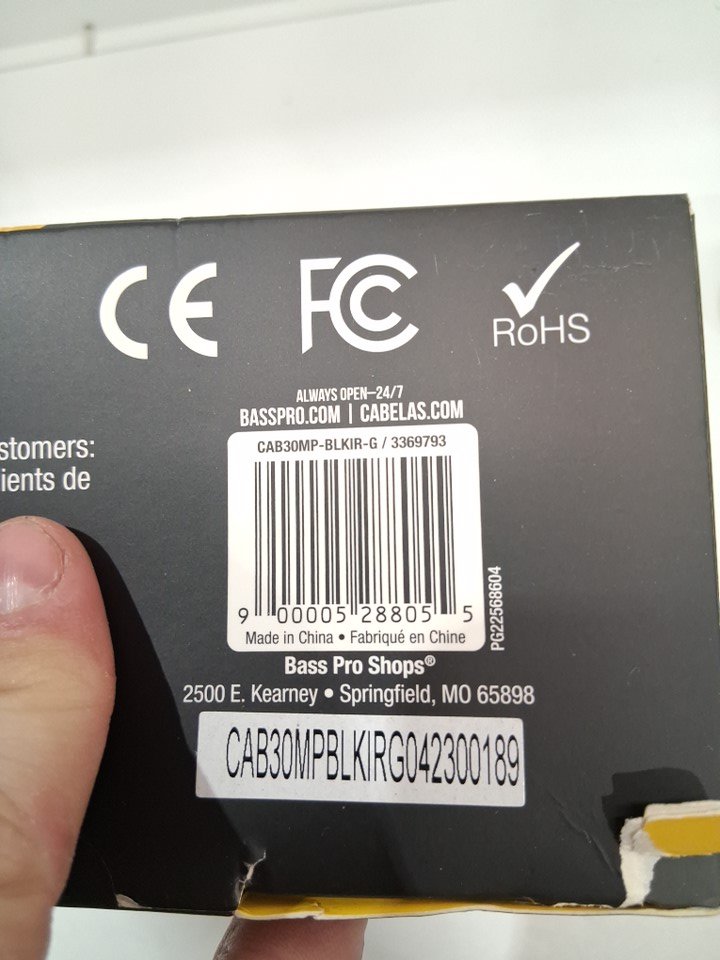 CE FC RoHS
ALWAYS OPEN–24/7
BASSPRO.COM | CABELAS.COM
stomers:
ients de
CAB30MP-BLKIR-G / 3369793
9 00005 28805 5
PG22568604
Made in China • Fabriqué en Chine
Bass Pro Shops®
2500 E. Kearney • Springfield, MO 65898
CAB30MPBLKIRG042300189